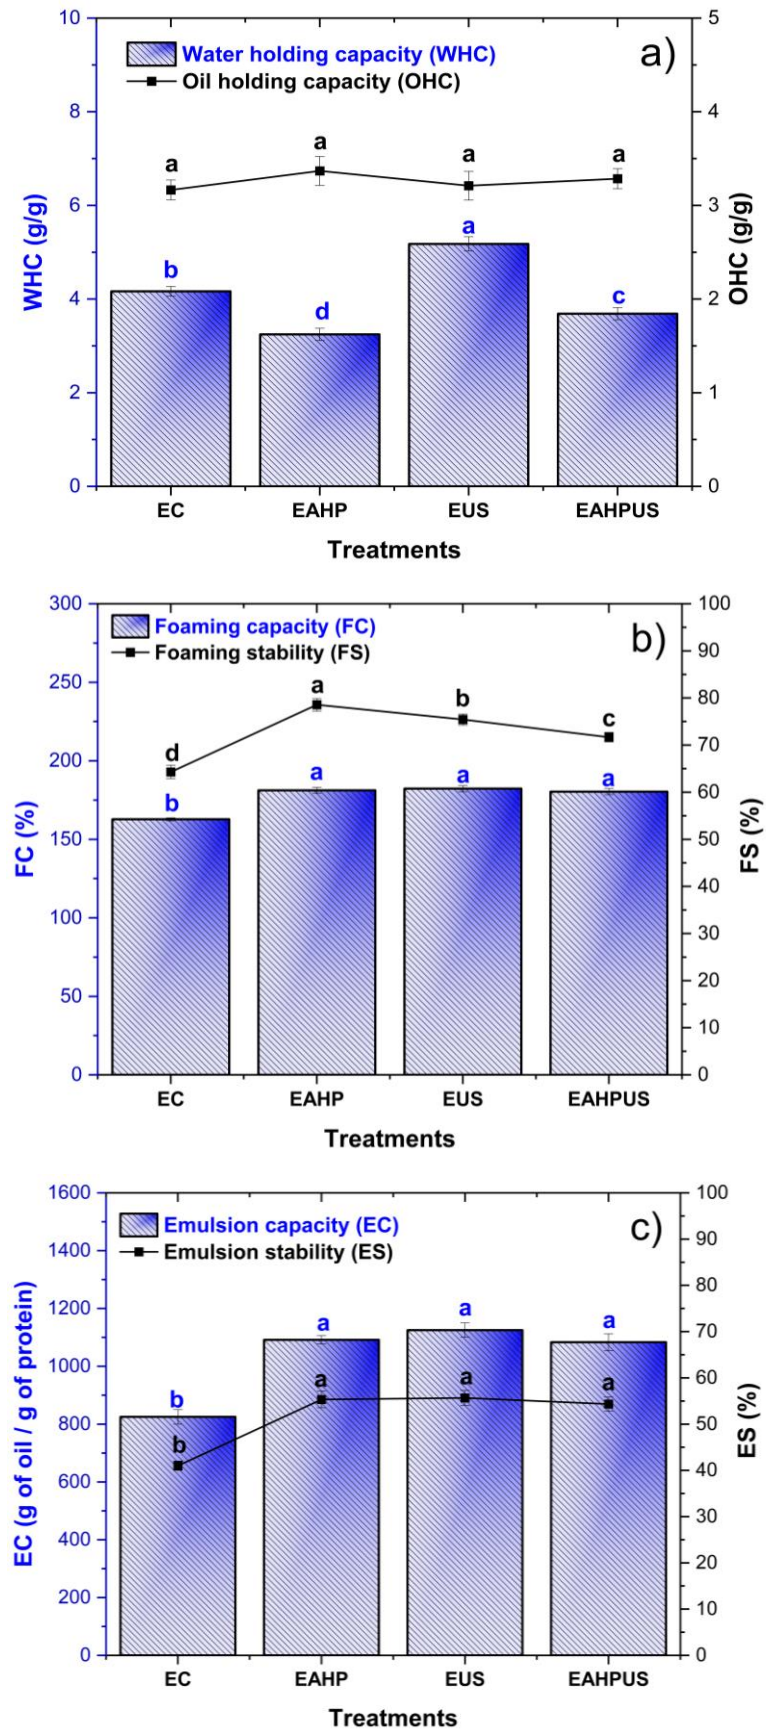 Water holding capacity (WHC)
Oil holding capacity (OHC)
a)
10
8
6
4
2
0
WHC (g/g)
5
4
3
2
1
0
OHC (g/g)
a
a
a
a
b
d
a
c
EC
EAHP
EUS
EAHPUS
Treatments
Foaming capacity (FC)
Foaming stability (FS)
b)
300
250
200
150
100
50
0
FC (%)
100
90
80
70
60
50
40
30
20
10
0
FS (%)
d
a
b
c
b
a
a
a
EC
EAHP
EUS
EAHPUS
Treatments
Emulsion capacity (EC)
Emulsion stability (ES)
c)
1600
1400
1200
1000
800
600
400
200
0
EC (g of oil / g of protein)
100
90
80
70
60
50
40
30
20
10
0
ES (%)
b
a
a
a
b
a
a
a
EC
EAHP
EUS
EAHPUS
Treatments